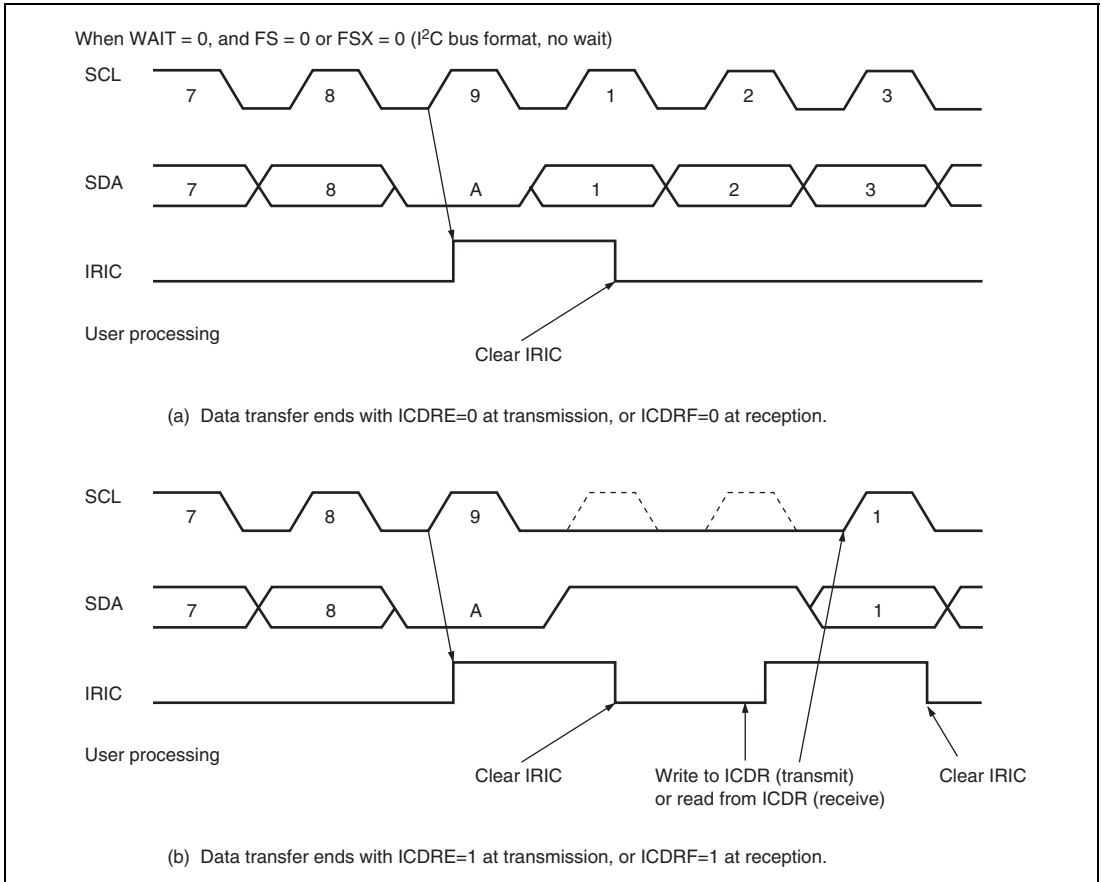 When WAIT = 0, and FS = 0 or FSX = 0 (I²C bus format, no wait)
SCL 7 8 9 1 2 3
SDA 7 8 A 1 2 3
IRIC
User processing
Clear IRIC
(a) Data transfer ends with ICDRE=0 at transmission, or ICDRF=0 at reception.
SCL 7 8 9 1
SDA 7 8 A 1
IRIC
User processing
Clear IRIC Write to ICDR (transmit) Clear IRIC
or read from ICDR (receive)
(b) Data transfer ends with ICDRE=1 at transmission, or ICDRF=1 at reception.